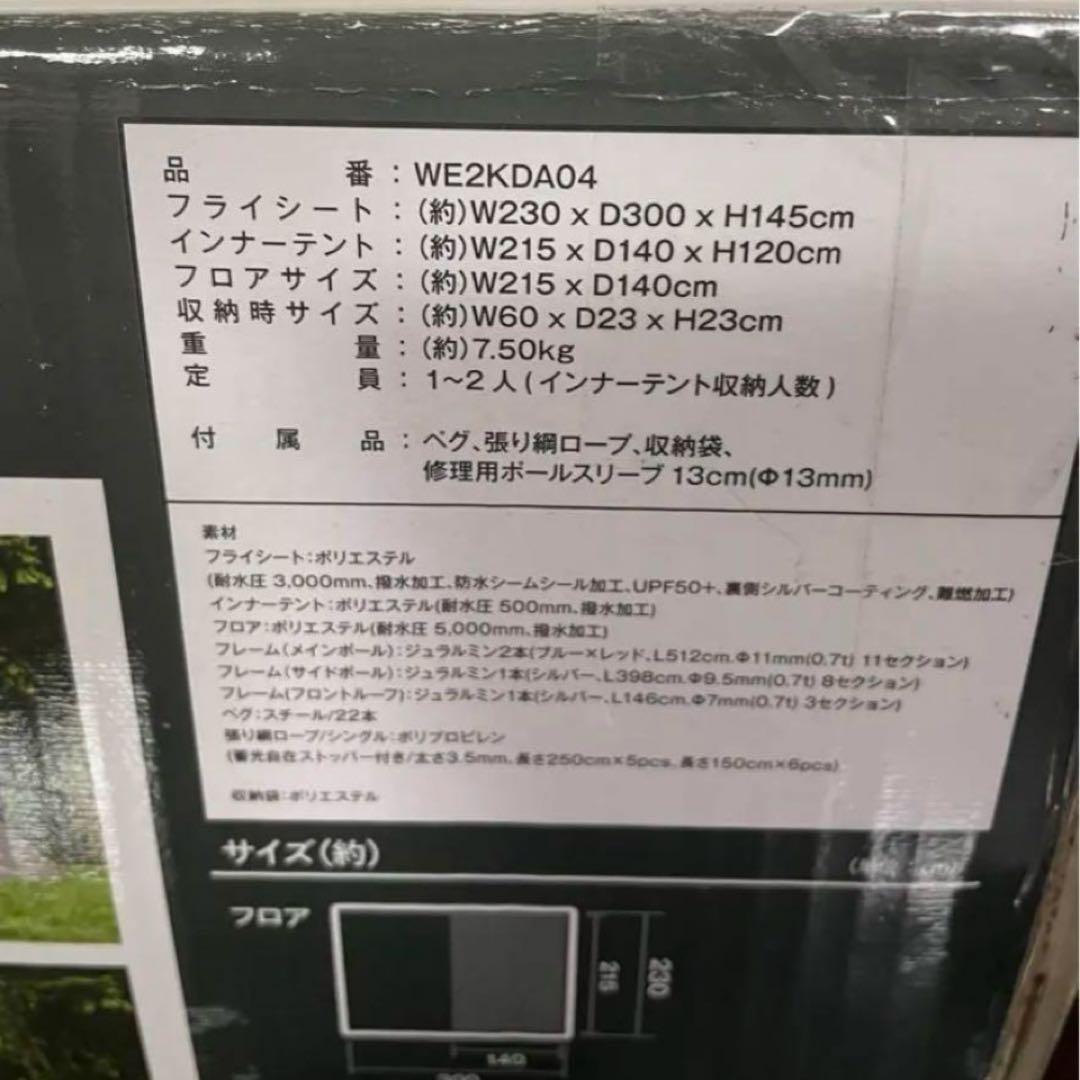 品番：WE2KDA04
フライシート：(約)W230 x D300 x H145cm
インナーテント：(約)W215 x D140 x H120cm
フロアサイズ：(約)W215 x D140cm
収納時サイズ：(約)W60 x D23 x H23cm
重量：(約)7.50kg
定員：1～2人(インナーテント収納人数)
付属品：ペグ、張り綱ロープ、収納袋、
修理用ポールスリーブ 13cm(Φ13mm)
素材
フライシート：ポリエステル
(耐水圧 3,000mm、撥水加工、防水シームシール加工、UPF50+、裏側シルバーコーティング、難燃加工)
インナーテント：ポリエステル(耐水圧 500mm、撥水加工)
フロア：ポリエステル(耐水圧 5,000mm、撥水加工)
フレーム(メインポール)：ジュラルミン2本(ブルー×レッド、L512cm、Φ11mm(0.7t) 11セクション)
フレーム(サイドポール)：ジュラルミン1本(シルバー、L398cm、Φ9.5mm(0.7t) 8セクション)
フレーム(フロントルーフ)：ジュラルミン1本(シルバー、L146cm、Φ7mm(0.7t) 3セクション)
ペグ：スチール/22本
張り綱ロープ/シングル：ポリプロピレン
(蓄光自在ストッパー付き/太さ3.5mm、長さ250cm×5pcs、長さ150cm×6pcs)
収納袋：ポリエステル
サイズ(約)
フロア
215
230
140